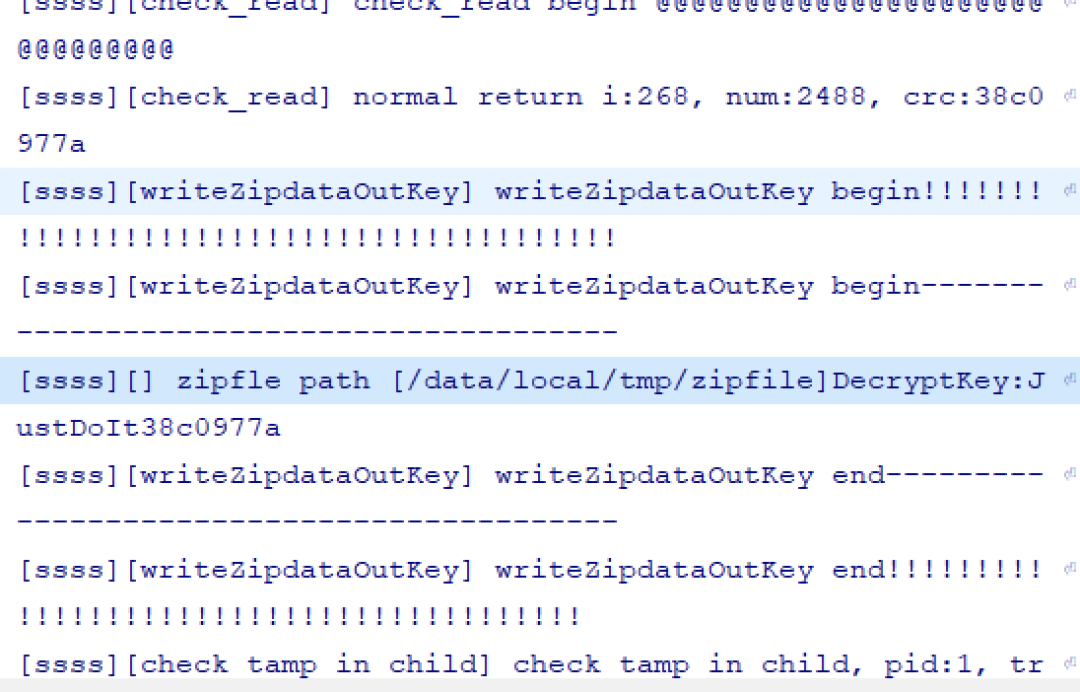 [ssss][check_read] check_read begin @@@@@@@@@@@@@@@@@@@@@@
@@@@@@@@@
[ssss][check_read] normal return i:268, num:2488, crc:38c0
977a
[ssss][writeZipdataOutKey] writeZipdataOutKey begin!!!!!!!
!!!!!!!!!!!!!!!!!!!!!!!!!!!!!!!!!!
[ssss][writeZipdataOutKey] writeZipdataOutKey begin-------
----------------------------------
[ssss][] zipfle path [/data/local/tmp/zipfile]DecryptKey:J
ustDoIt38c0977a
[ssss][writeZipdataOutKey] writeZipdataOutKey end---------
----------------------------------
[ssss][writeZipdataOutKey] writeZipdataOutKey end!!!!!!!!!
!!!!!!!!!!!!!!!!!!!!!!!!!!!!!!!!
[ssss][check tamp in child] check tamp in child, pid:1, tr